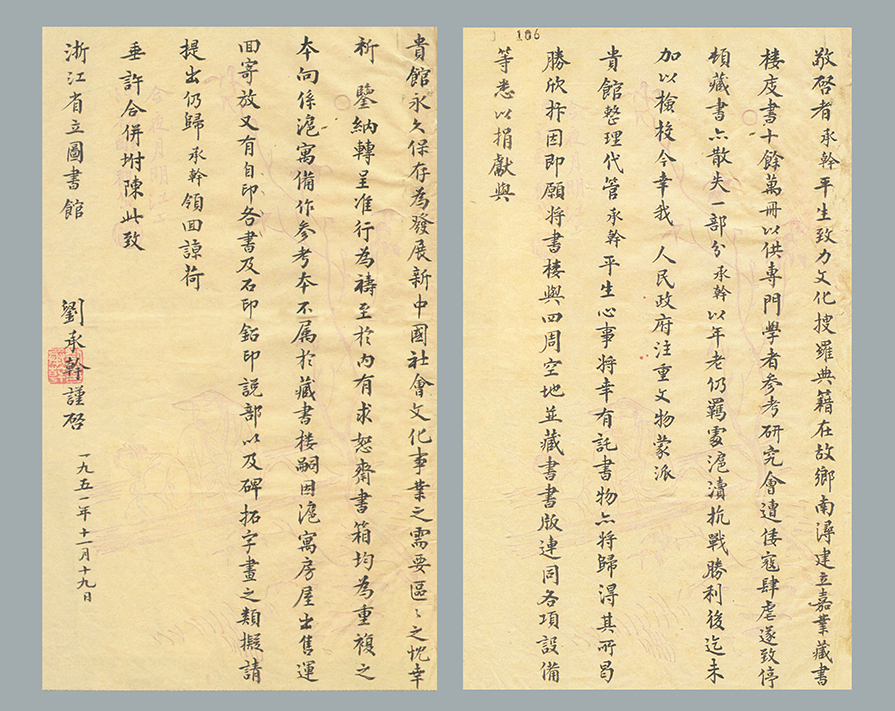 106
敬啓者承幹平生致力文化搜羅典籍在故鄉南潯建立嘉業藏書
楼庋書十餘萬冊以供專門學者參考研究會遭倭寇肆虐遂致停
頓藏書亦散失一部分承幹以年老仍羈處滬瀆抗戰勝利後迄未
加以檢校今幸我 人民政府注重文物蒙派
貴館整理代管承幹平生心事將幸有託書物亦將歸得其所曷
勝欣抃因即願將書楼與四周空地並藏書書版連同各項設備
等悉以捐獻與
貴館永久保存為發展新中國社會文化事業之需要區〻之忱幸
祈 鑒納轉呈准行為禱至於內有求恕齋書箱均為重複之
本向係滬寓備作參考本不属於藏書楼嗣因滬寓房屋出售運
回寄放又有自印各書及石印鉛印說部以及碑拓字畫之類擬請
提出仍歸承幹領回諒荷
垂許合併坿陳此致
浙江省立圖書館
劉承幹謹啓
一九五一年十一月十九日